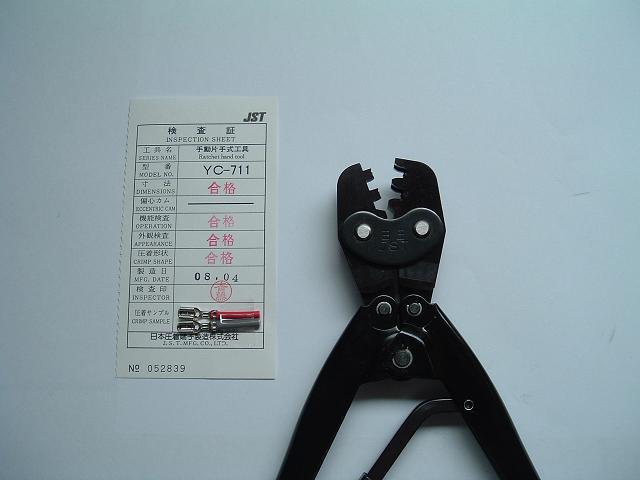 JST
検査証
INSPECTION SHEET
工具名 手動片手式工具
SERIES NAME Ratchet hand tool
型番 YC-711
MODEL NO.
寸法 合格
DIMENSIONS
偏心カム
ECCENTRIC CAM
機能検査 合格
OPERATION
外観検査 合格
APPEARANCE
圧着形状 合格
CRIMP SHAPE
製造日 08.04
MFG. DATE
検査印
INSPECTOR
圧着サンプル
CRIMP SAMPLE
日本圧着端子製造株式会社
J.S.T. MFG. CO., LTD.
№ 052839
JST